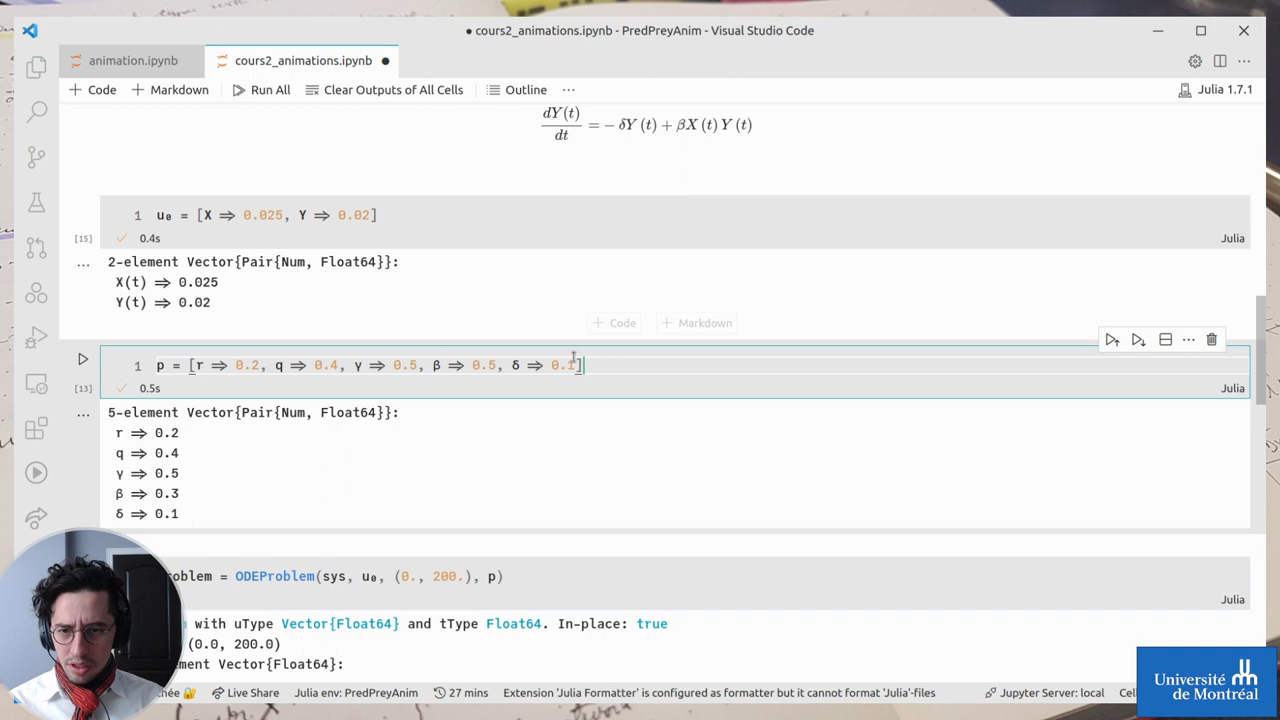 ● cours2_animations.ipynb - PredPreyAnim - Visual Studio Code
animation.ipynb
cours2_animations.ipynb ●
+ Code + Markdown Run All Clear Outputs of All Cells Outline ···
Julia 1.7.1
dY(t)/dt = − δY(t) + βX(t) Y(t)
1 u₀ = [X ⇒ 0.025, Y ⇒ 0.02]
[15] ✓ 0.4s Julia
2-element Vector{Pair{Num, Float64}}:
X(t) ⇒ 0.025
Y(t) ⇒ 0.02
+ Code + Markdown
1 p = [r ⇒ 0.2, q ⇒ 0.4, γ ⇒ 0.5, β ⇒ 0.5, δ ⇒ 0.1]
[13] ✓ 0.5s Julia
5-element Vector{Pair{Num, Float64}}:
r ⇒ 0.2
q ⇒ 0.4
γ ⇒ 0.5
β ⇒ 0.3
δ ⇒ 0.1
oblem = ODEProblem(sys, u₀, (0., 200.), p)
Julia
with uType Vector{Float64} and tType Float64. In-place: true
(0.0, 200.0)
ement Vector{Float64}:
thée Live Share Julia env: PredPreyAnim 27 mins Extension 'Julia Formatter' is configured as formatter but it cannot format 'Julia'-files Jupyter Server: local Cel
Université
de Montréal